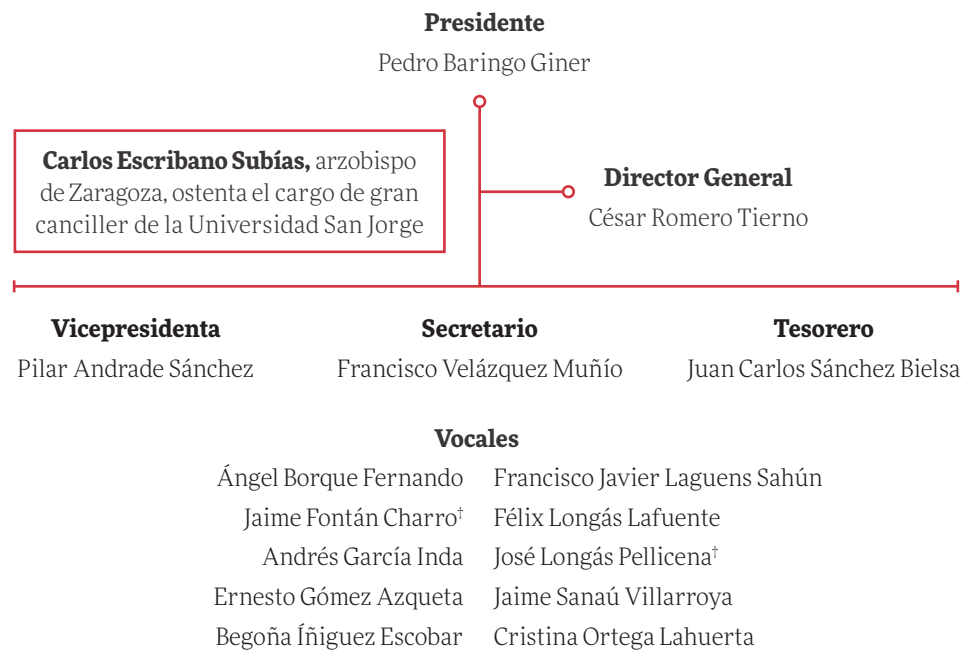 Presidente
Pedro Baringo Giner
Carlos Escribano Subías, arzobispo
de Zaragoza, ostenta el cargo de gran
canciller de la Universidad San Jorge
Director General
César Romero Tierno
Vicepresidenta
Pilar Andrade Sánchez
Secretario
Francisco Velázquez Muñío
Tesorero
Juan Carlos Sánchez Bielsa
Vocales
Ángel Borque Fernando
Jaime Fontán Charro†
Andrés García Inda
Ernesto Gómez Azqueta
Begoña Íñiguez Escobar
Francisco Javier Laguens Sahún
Félix Longás Lafuente
José Longás Pellicena†
Jaime Sanaú Villarroya
Cristina Ortega Lahuerta